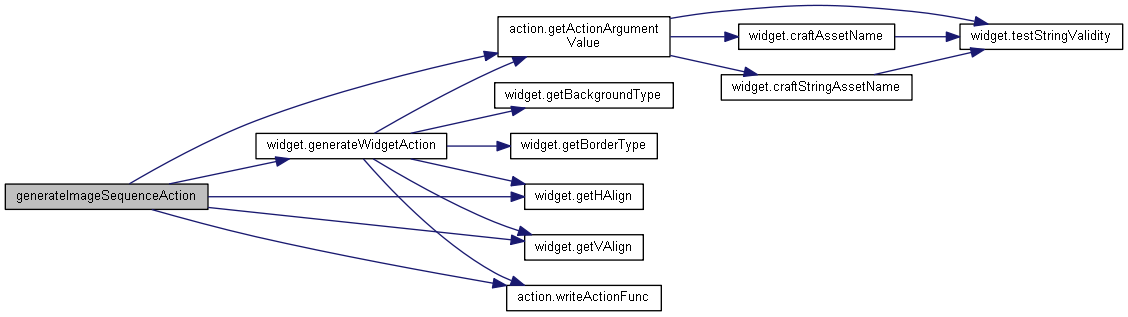 action.getActionArgument
Value
widget.craftAssetName
widget.testStringValidity
widget.craftStringAssetName
widget.getBackgroundType
widget.generateWidgetAction
widget.getBorderType
generateImageSequenceAction
widget.getHAlign
widget.getVAlign
action.writeActionFunc